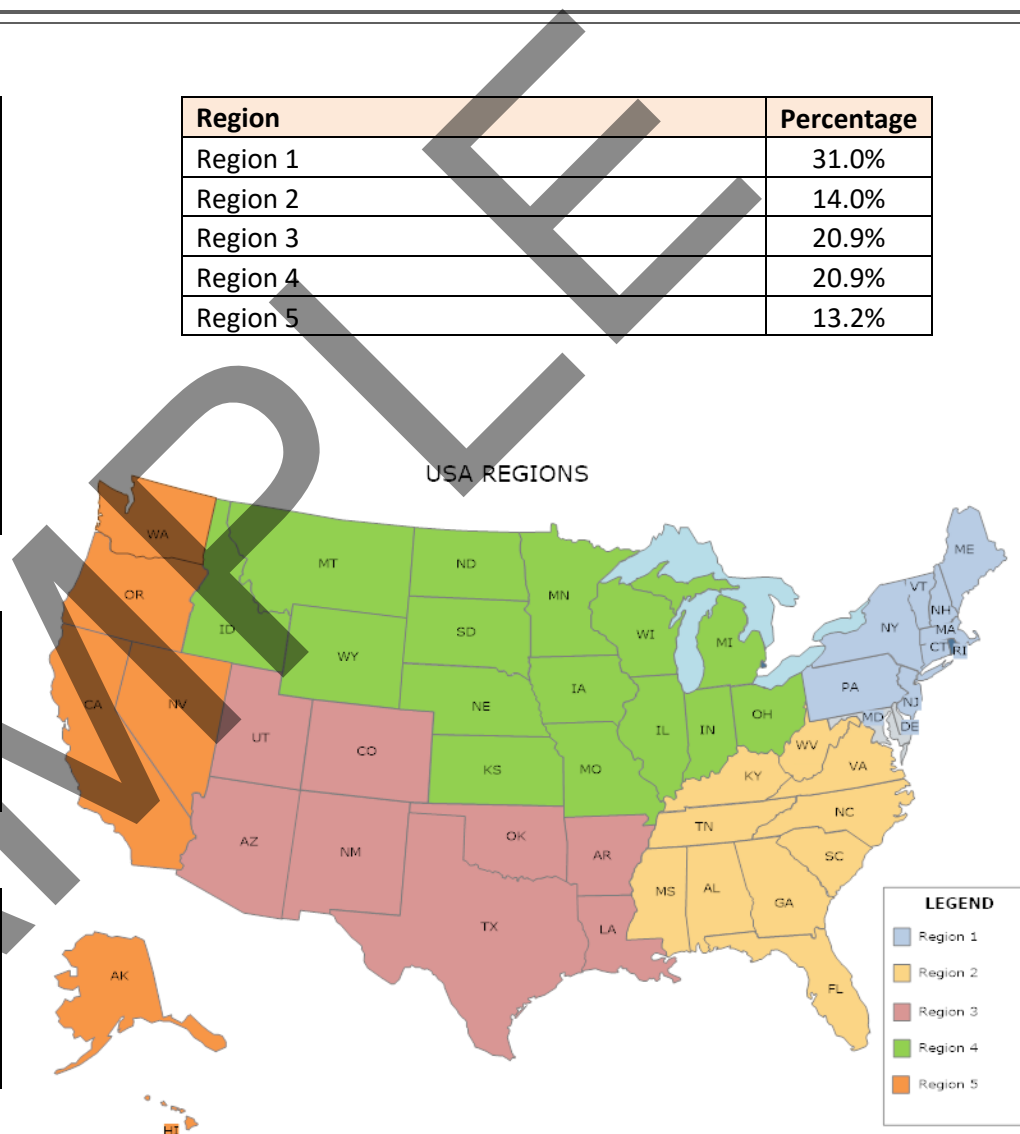 Region Percentage
Region 1 31.0%
Region 2 14.0%
Region 3 20.9%
Region 4 20.9%
Region 5 13.2%
USA REGIONS
WA
OR
CA
NV
ID
MT
WY
UT
CO
AZ
NM
ND
SD
NE
KS
OK
TX
MN
IA
MO
AR
LA
WI
IL
MI
IN
OH
KY
TN
MS
AL
GA
FL
SC
NC
VA
WV
MD
DE
PA
NJ
NY
CT
RI
MA
VT
NH
ME
AK
HI
LEGEND
Region 1
Region 2
Region 3
Region 4
Region 5
MPLE